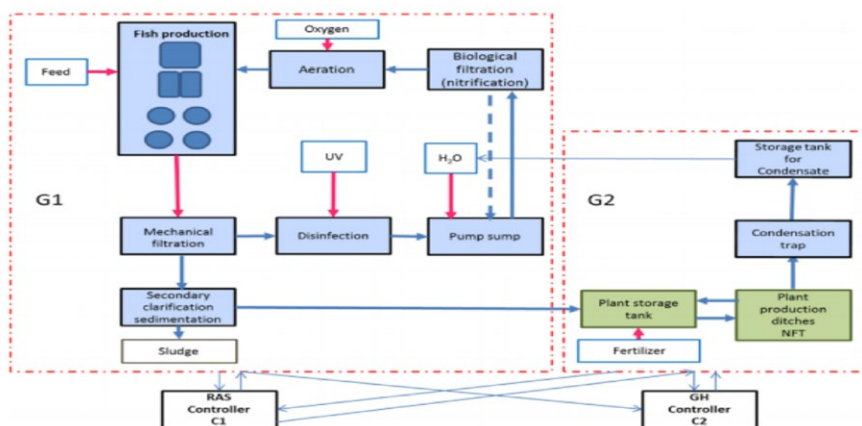 Fish production
Oxygen
Feed
Aeration
Biological
filtration
(nitrification)
UV
H₂O
Storage tank
for
Condensate
G1
G2
Mechanical
filtration
Disinfection
Pump sump
Condensation
trap
Secondary
clarification
sedimentation
Plant storage
tank
Plant
production
ditches
NFT
Sludge
Fertilizer
RAS
Controller
C1
GH
Controller
C2